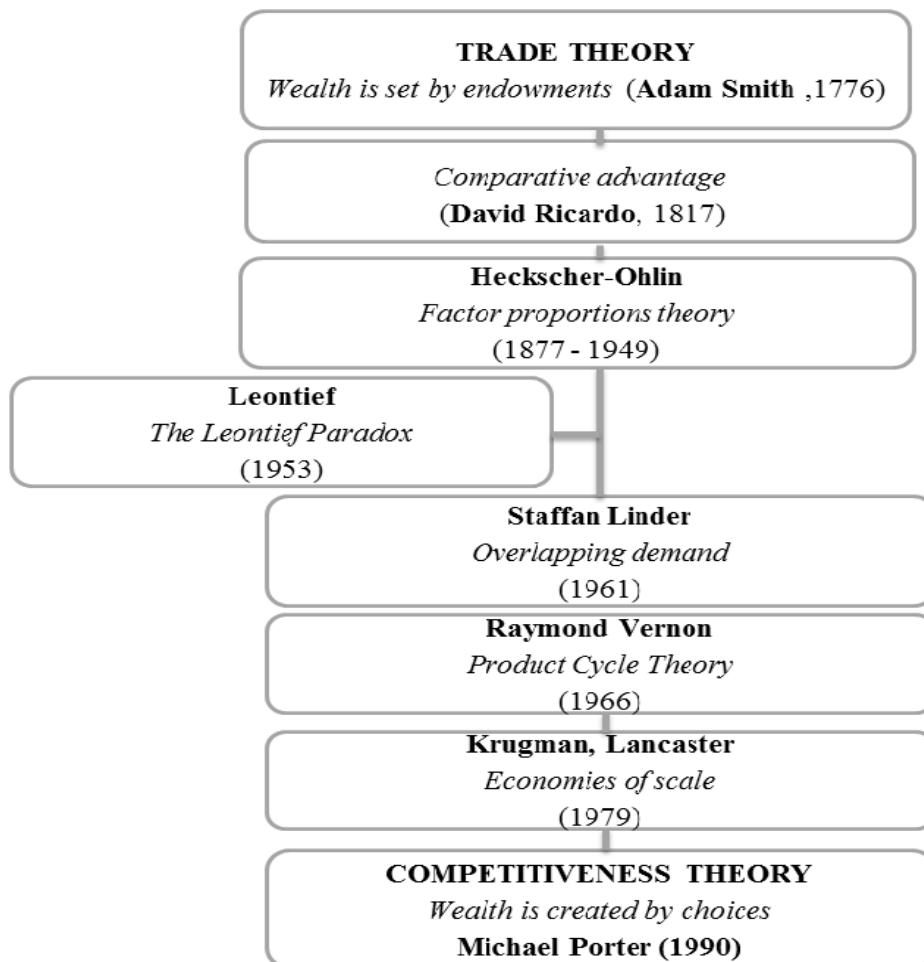 TRADE THEORY
Wealth is set by endowments (Adam Smith ,1776)
Comparative advantage
(David Ricardo, 1817)
Heckscher-Ohlin
Factor proportions theory
(1877 - 1949)
Leontief
The Leontief Paradox
(1953)
Staffan Linder
Overlapping demand
(1961)
Raymond Vernon
Product Cycle Theory
(1966)
Krugman, Lancaster
Economies of scale
(1979)
COMPETITIVENESS THEORY
Wealth is created by choices
Michael Porter (1990)